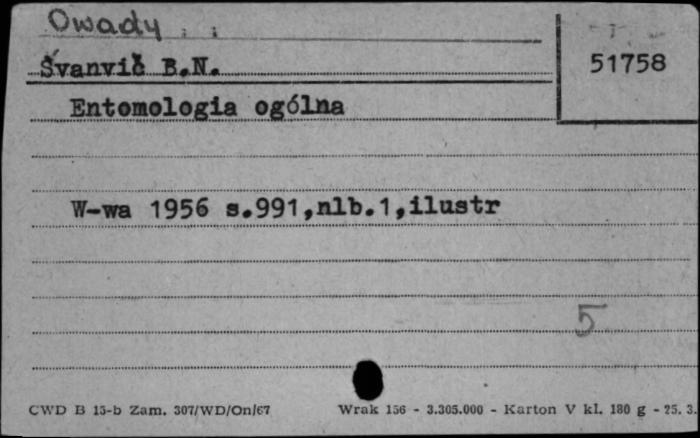 Owady
51758
Švanvič B.N.
Entomologia ogólna
W-wa 1956 s.991,nlb.1,ilustr
5
CWD B 15-b Zam. 307/WD/On/67 Wrak 156 - 3.305.000 - Karton V kl. 180 g - 25. 3.